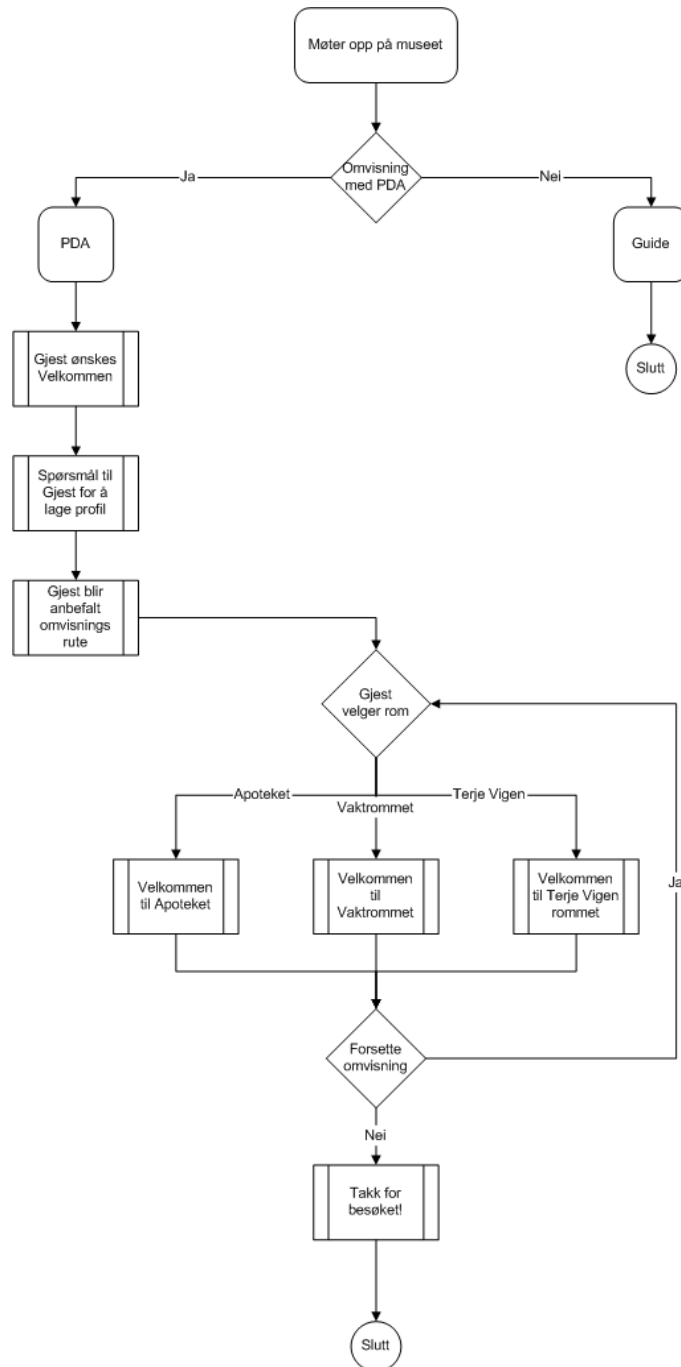 Møter opp på museet
Omvisning
med PDA
Ja
Nei
PDA
Guide
Gjest ønskes
Velkommen
Slutt
Spørsmål til
Gjest for å
lage profil
Gjest blir
anbefalt
omvisnings
rute
Gjest
velger rom
Apoteket
Vaktrommet
Terje Vigen
Velkommen
til Apoteket
Velkommen
til
Vaktrommet
Velkommen
til Terje Vigen
rommet
Ja
Forsette
omvisning
Nei
Takk for
besøket!
Slutt